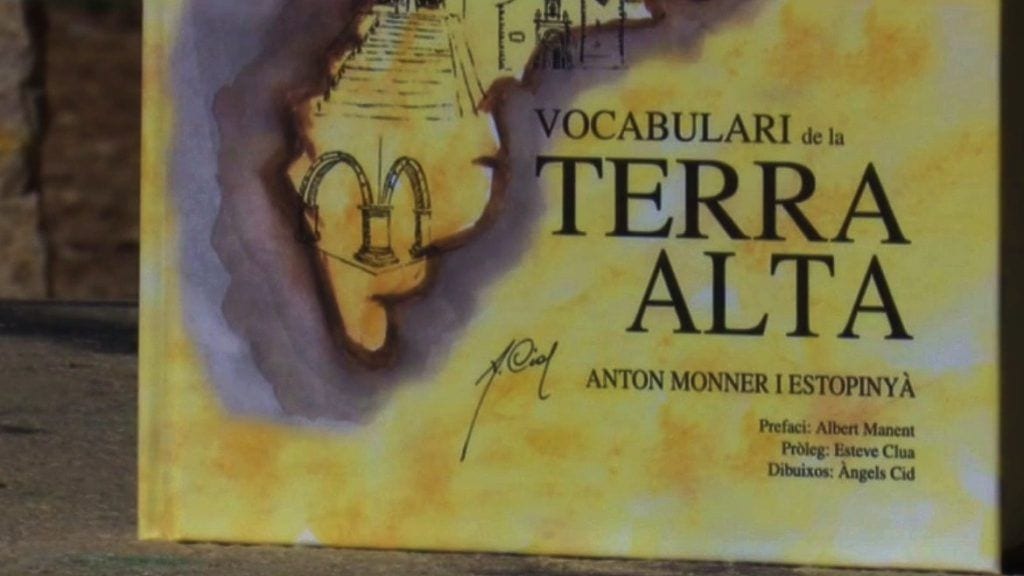 VOCABULARI de la
TERRA
ALTA
A. Cid
ANTON MONNER I ESTOPINYÀ
Prefaci: Albert Manent
Pròleg: Esteve Clua
Dibuixos: Àngels Cid